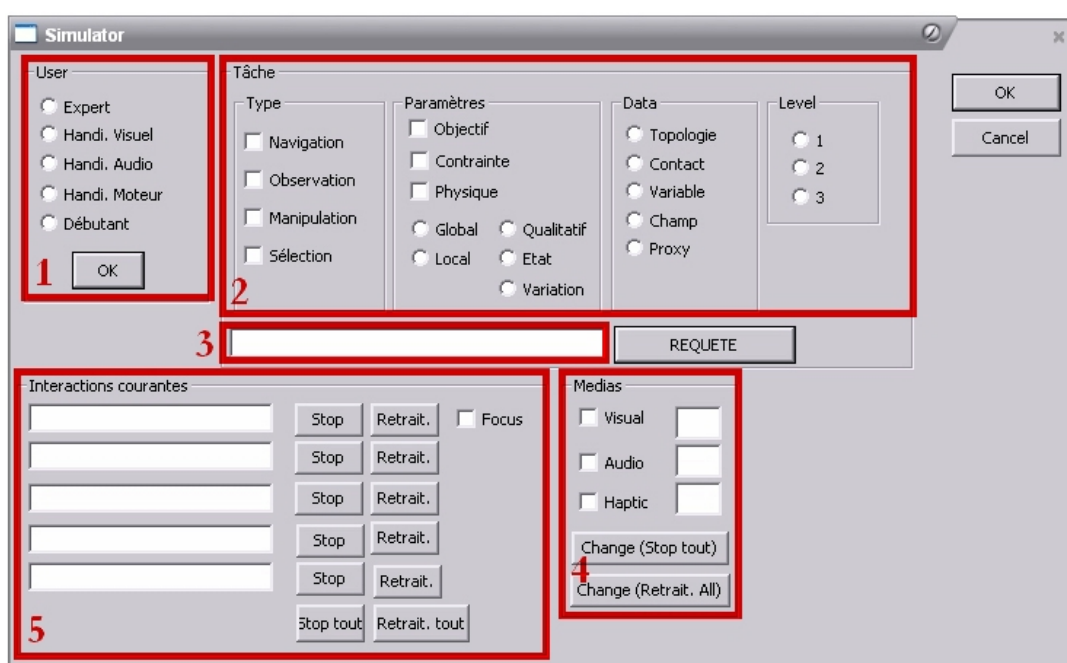 Simulator
User
Expert
Handi. Visuel
Handi. Audio
Handi. Moteur
Débutant
OK
1
Tâche
Type
Navigation
Observation
Manipulation
Sélection
Paramètres
Objectif
Contrainte
Physique
Global
Qualitatif
Local
Etat
Variation
Data
Topologie
Contact
Variable
Champ
Proxy
Level
1
2
3
2
OK
Cancel
3
REQUETE
Interactions courantes
Stop Retrait. Focus
Stop Retrait.
Stop Retrait.
Stop Retrait.
Stop Retrait.
Stop tout Retrait. tout
5
Medias
Visual
Audio
Haptic
Change (Stop tout)
4
Change (Retrait. All)